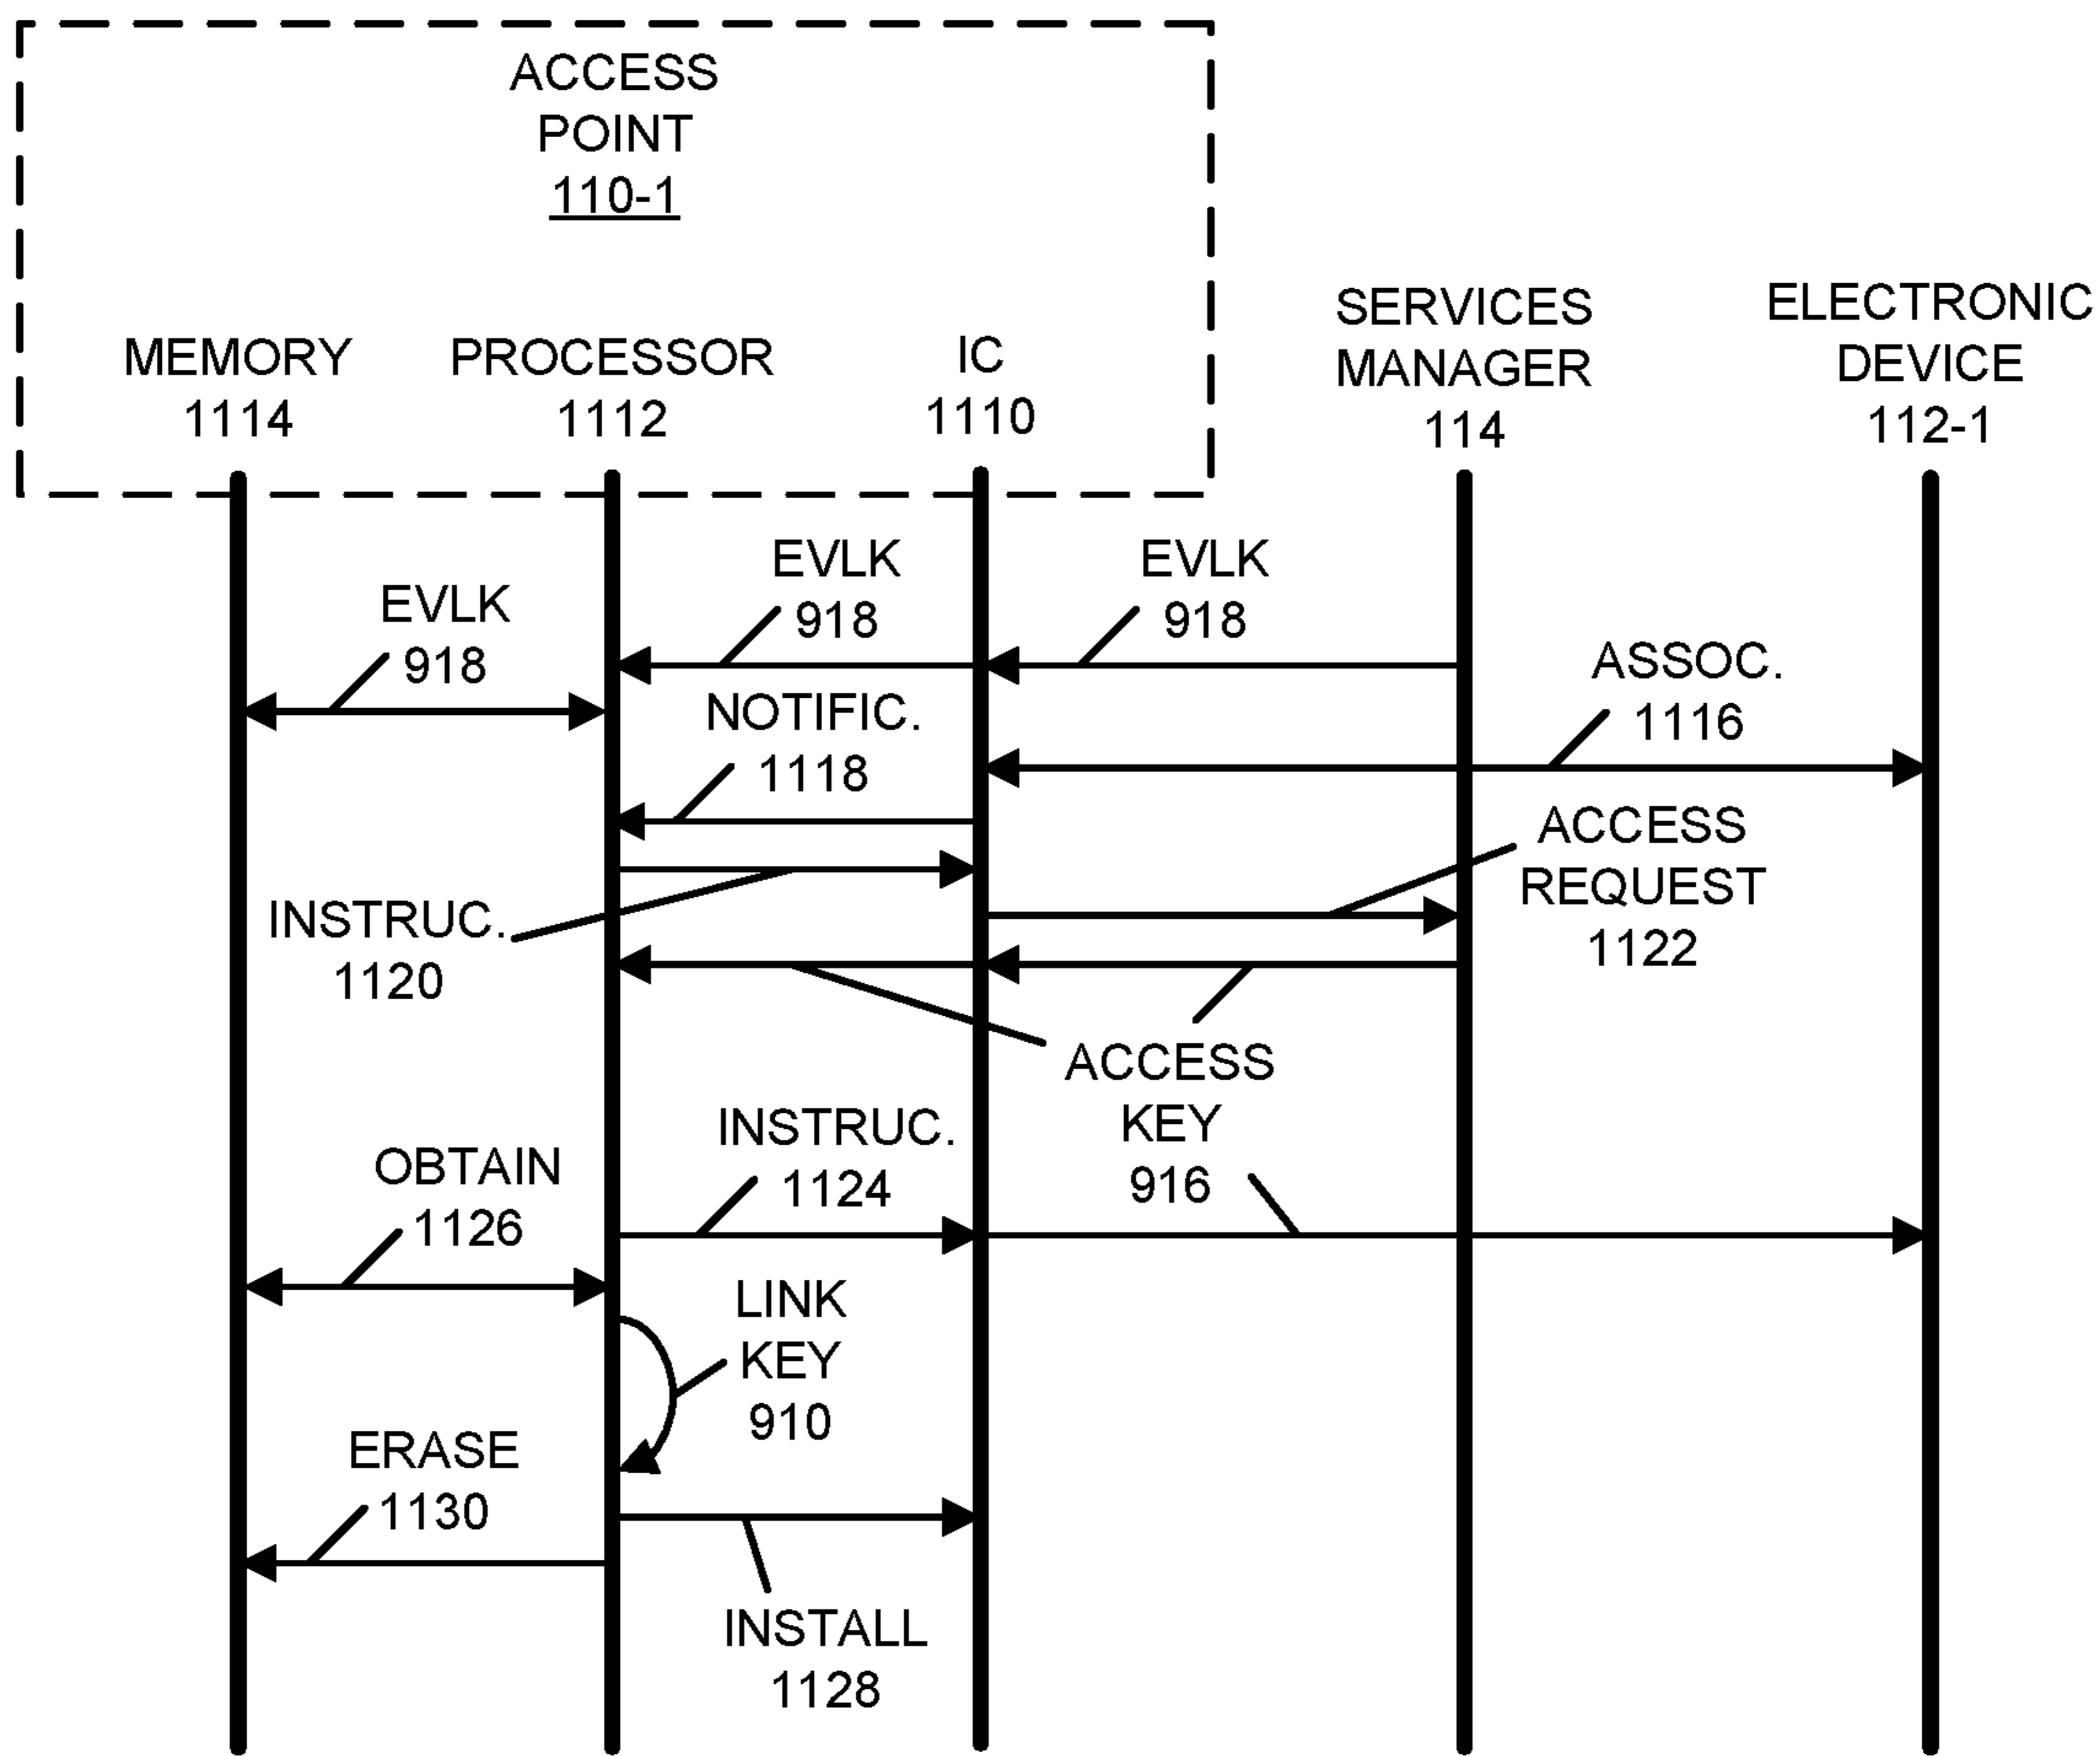 ACCESS
POINT
110-1
MEMORY
1114
PROCESSOR
1112
IC
1110
SERVICES
MANAGER
114
ELECTRONIC
DEVICE
112-1
EVLK
918
EVLK
918
EVLK
918
ASSOC.
1116
NOTIFIC.
1118
ACCESS
REQUEST
1122
INSTRUC.
1120
ACCESS
KEY
916
INSTRUC.
1124
OBTAIN
1126
LINK
KEY
910
ERASE
1130
INSTALL
1128